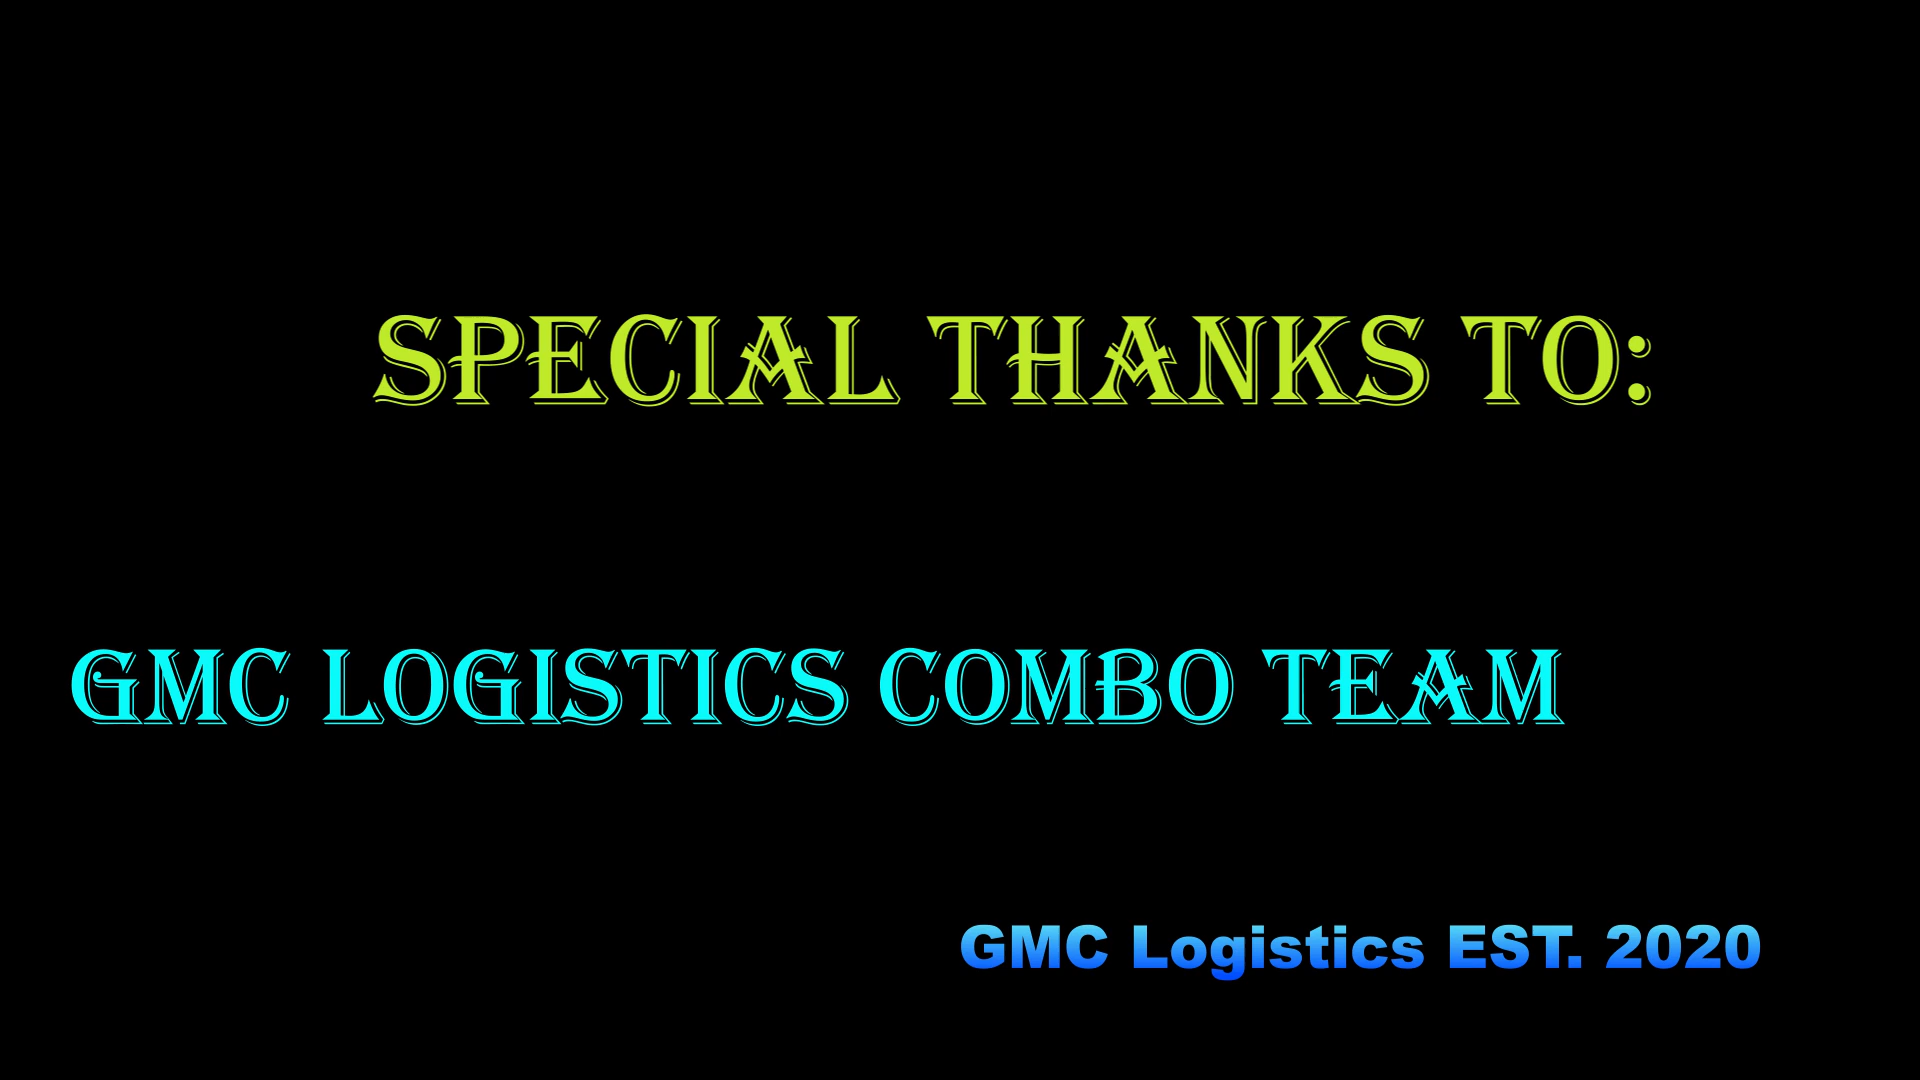 SPECIAL THANKS TO:
GMC LOGISTICS COMBO TEAM
GMC Logistics EST. 2020